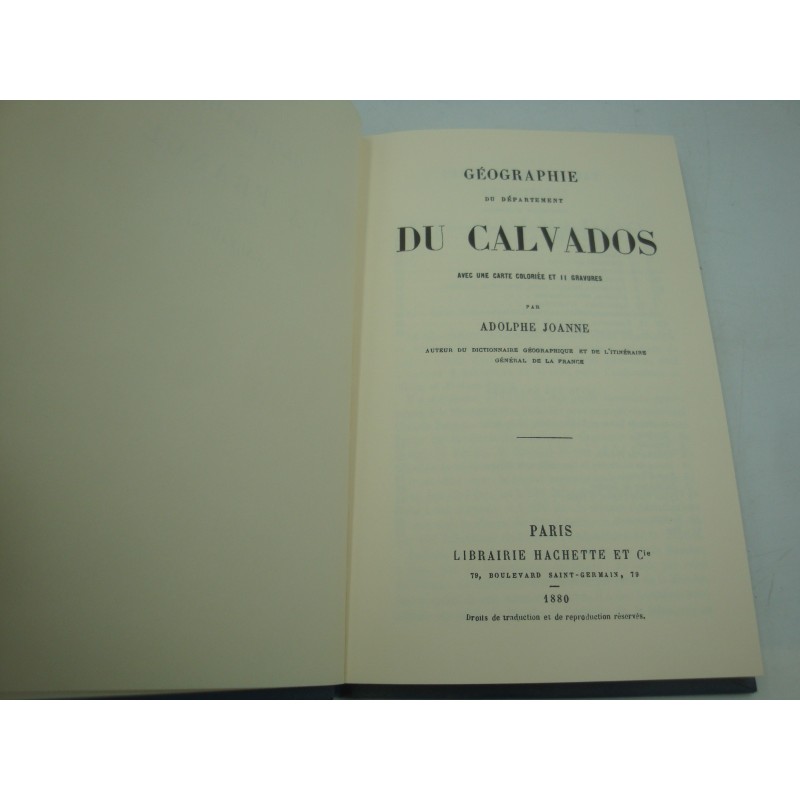 GÉOGRAPHIE
DU DÉPARTEMENT
DU CALVADOS
AVEC UNE CARTE COLORIÉE ET 11 GRAVURES
PAR
ADOLPHE JOANNE
AUTEUR DU DICTIONNAIRE GÉOGRAPHIQUE ET DE L'ITINÉRAIRE
GÉNÉRAL DE LA FRANCE
PARIS
LIBRAIRIE HACHETTE ET Cie
79, BOULEVARD SAINT-GERMAIN, 79
1880
Droits de traduction et de reproduction réservés.